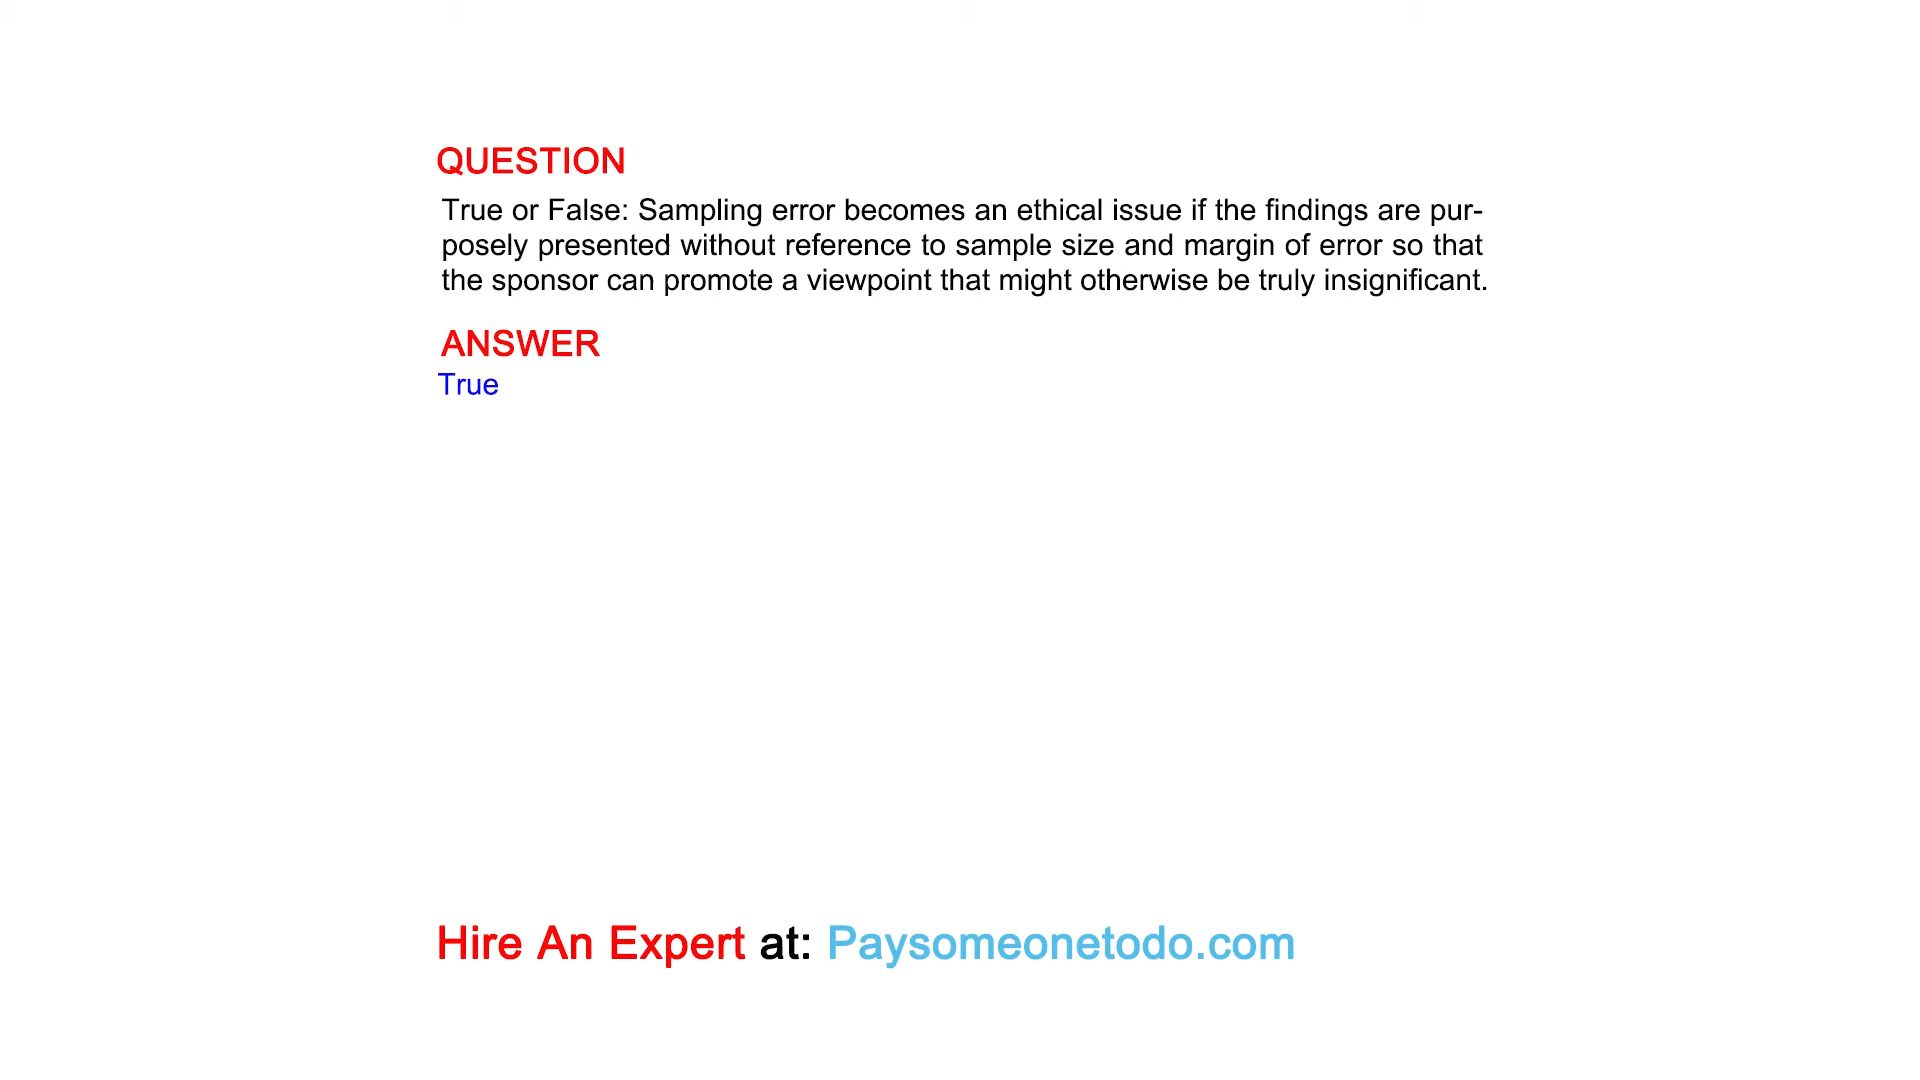 QUESTION
True or False: Sampling error becomes an ethical issue if the findings are pur-
posely presented without reference to sample size and margin of error so that
the sponsor can promote a viewpoint that might otherwise be truly insignificant.
ANSWER
True
Hire An Expert at: Paysomeonetodo.com